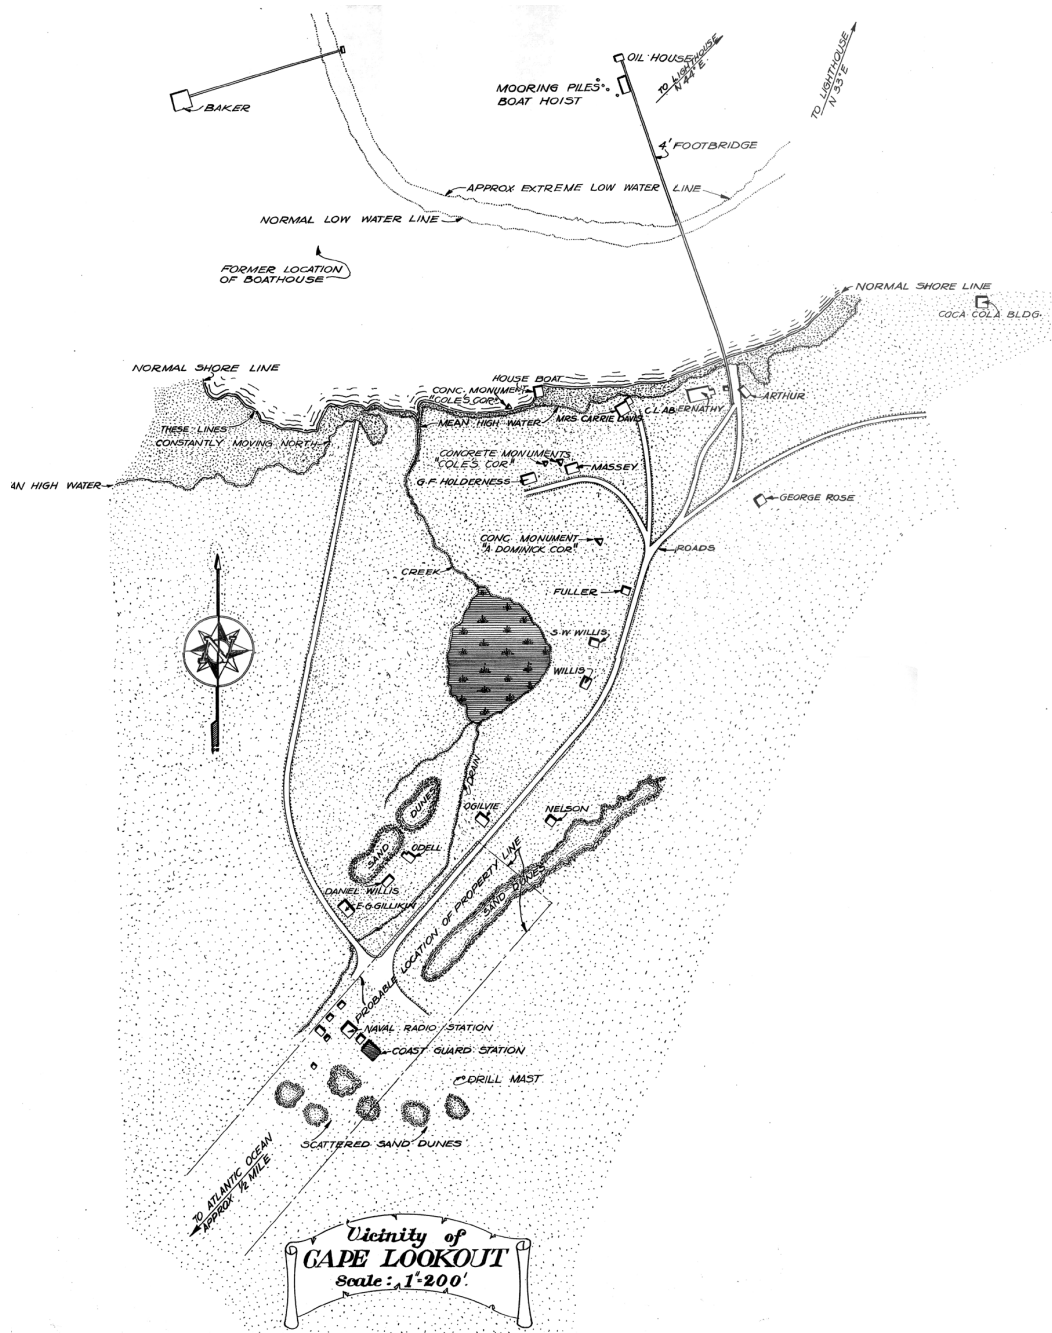 OIL HOUSE
TO LIGHTHOUSE
N 44° E
TO LIGHTHOUSE
N 33° E
MOORING PILES
BOAT HOIST
BAKER
4' FOOTBRIDGE
APPROX EXTREME LOW WATER LINE
NORMAL LOW WATER LINE
FORMER LOCATION
OF BOATHOUSE
NORMAL SHORE LINE
COCA COLA BLDG.
NORMAL SHORE LINE
HOUSE BOAT
CONC. MONUMENT
"COLE'S COR"
MRS. CARRIE DAVIS
C.L. ABERNATHY
ARTHUR
THESE LINES
CONSTANTLY MOVING NORTH
MEAN HIGH WATER
CONCRETE MONUMENTS
"COLE'S COR"
MASSEY
G.F. HOLDERNESS
AN HIGH WATER
GEORGE ROSE
CONC. MONUMENT
"A DOMINICK COR"
ROADS
CREEK
FULLER
S.W. WILLIS
WILLIS
DRAIN
DUNES
SAND
OGILVIE
NELSON
ODELL
DANIEL WILLIS
E.G. GILLIKIN
PROBABLE LOCATION OF PROPERTY LINE
SAND DUNES
NAVAL RADIO STATION
COAST GUARD STATION
DRILL MAST
SCATTERED SAND DUNES
TO ATLANTIC OCEAN
APPROX. 1/2 MILE
Vicinity of
CAPE LOOKOUT
Scale: 1"=200'.